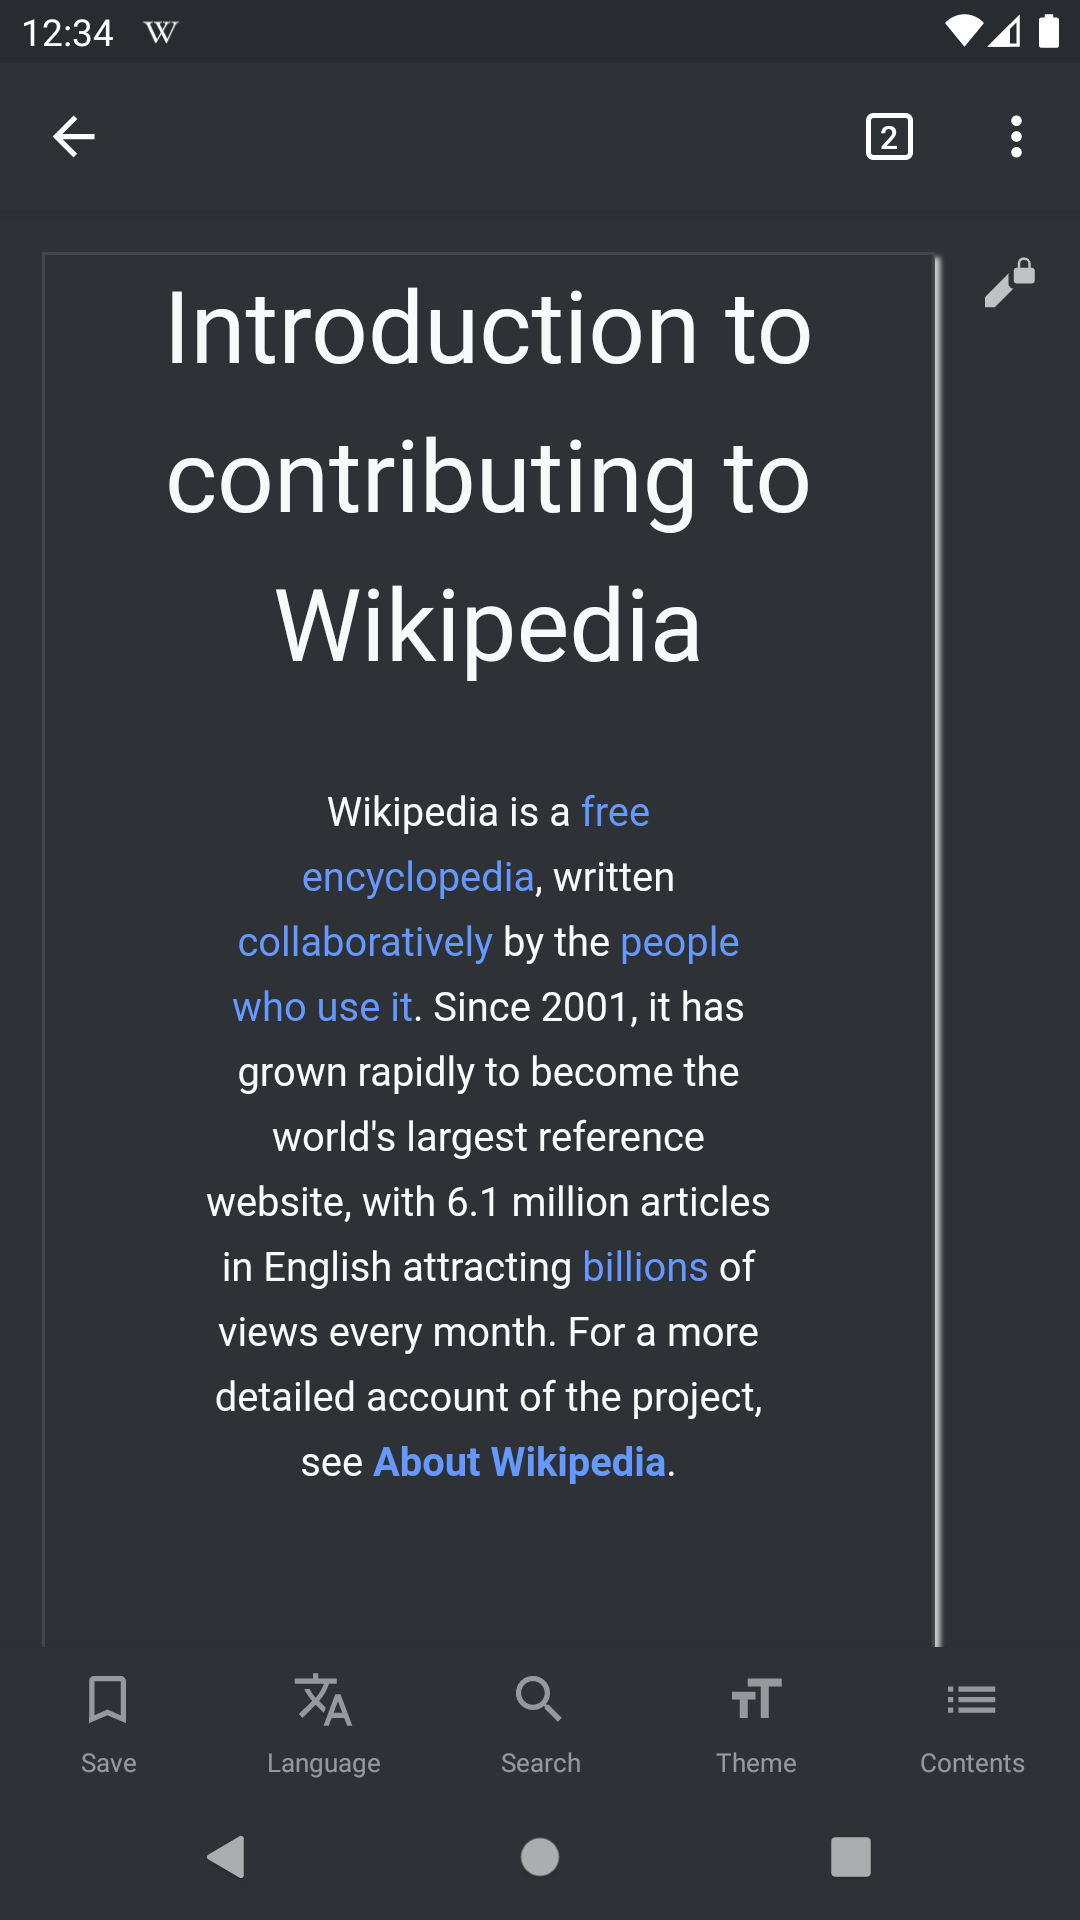 12:34 W
2
Introduction to
contributing to
Wikipedia
Wikipedia is a free
encyclopedia, written
collaboratively by the people
who use it. Since 2001, it has
grown rapidly to become the
world's largest reference
website, with 6.1 million articles
in English attracting billions of
views every month. For a more
detailed account of the project,
see About Wikipedia.
Save
Language
Search
Theme
Contents